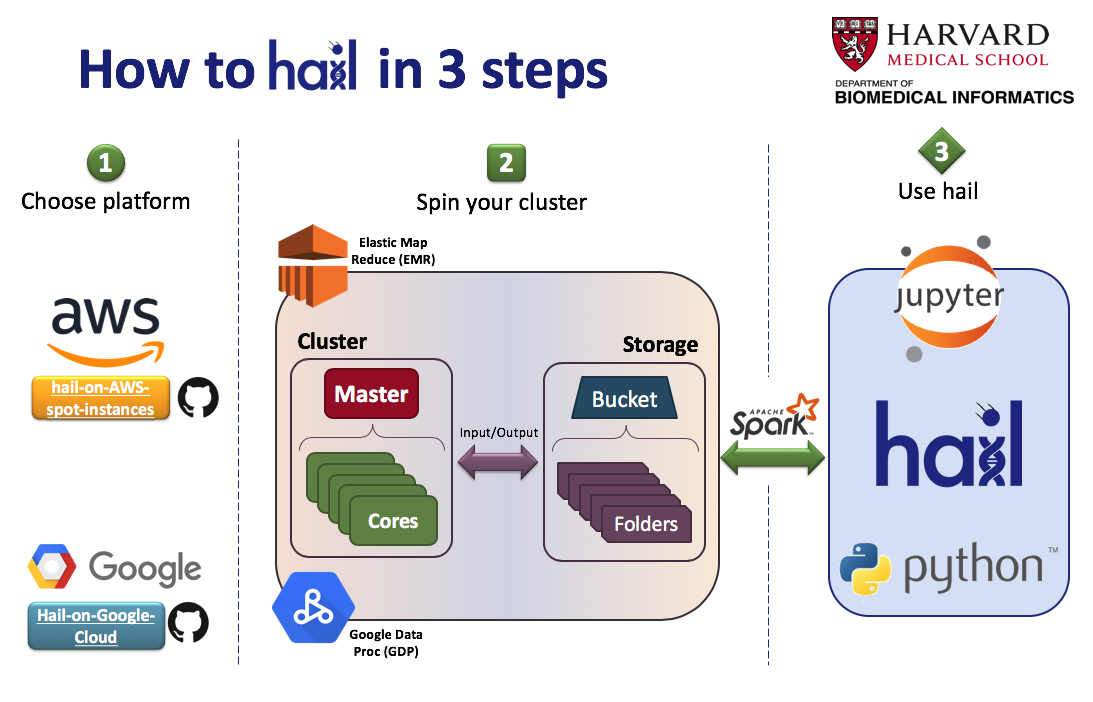 How to hail in 3 steps
HARVARD
MEDICAL SCHOOL
DEPARTMENT OF
BIOMEDICAL INFORMATICS
1
Choose platform
aws
hail-on-AWS-
spot-instances
Google
Hail-on-Google-
Cloud
2
Spin your cluster
Elastic Map
Reduce (EMR)
Cluster
Master
Cores
Input/Output
Storage
Bucket
Folders
Google Data
Proc (GDP)
APACHE
Spark™
3
Use hail
jupyter
hail
python™